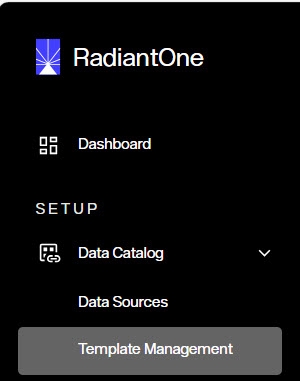 RadiantOne
Dashboard
SETUP
Data Catalog
Data Sources
Template Management